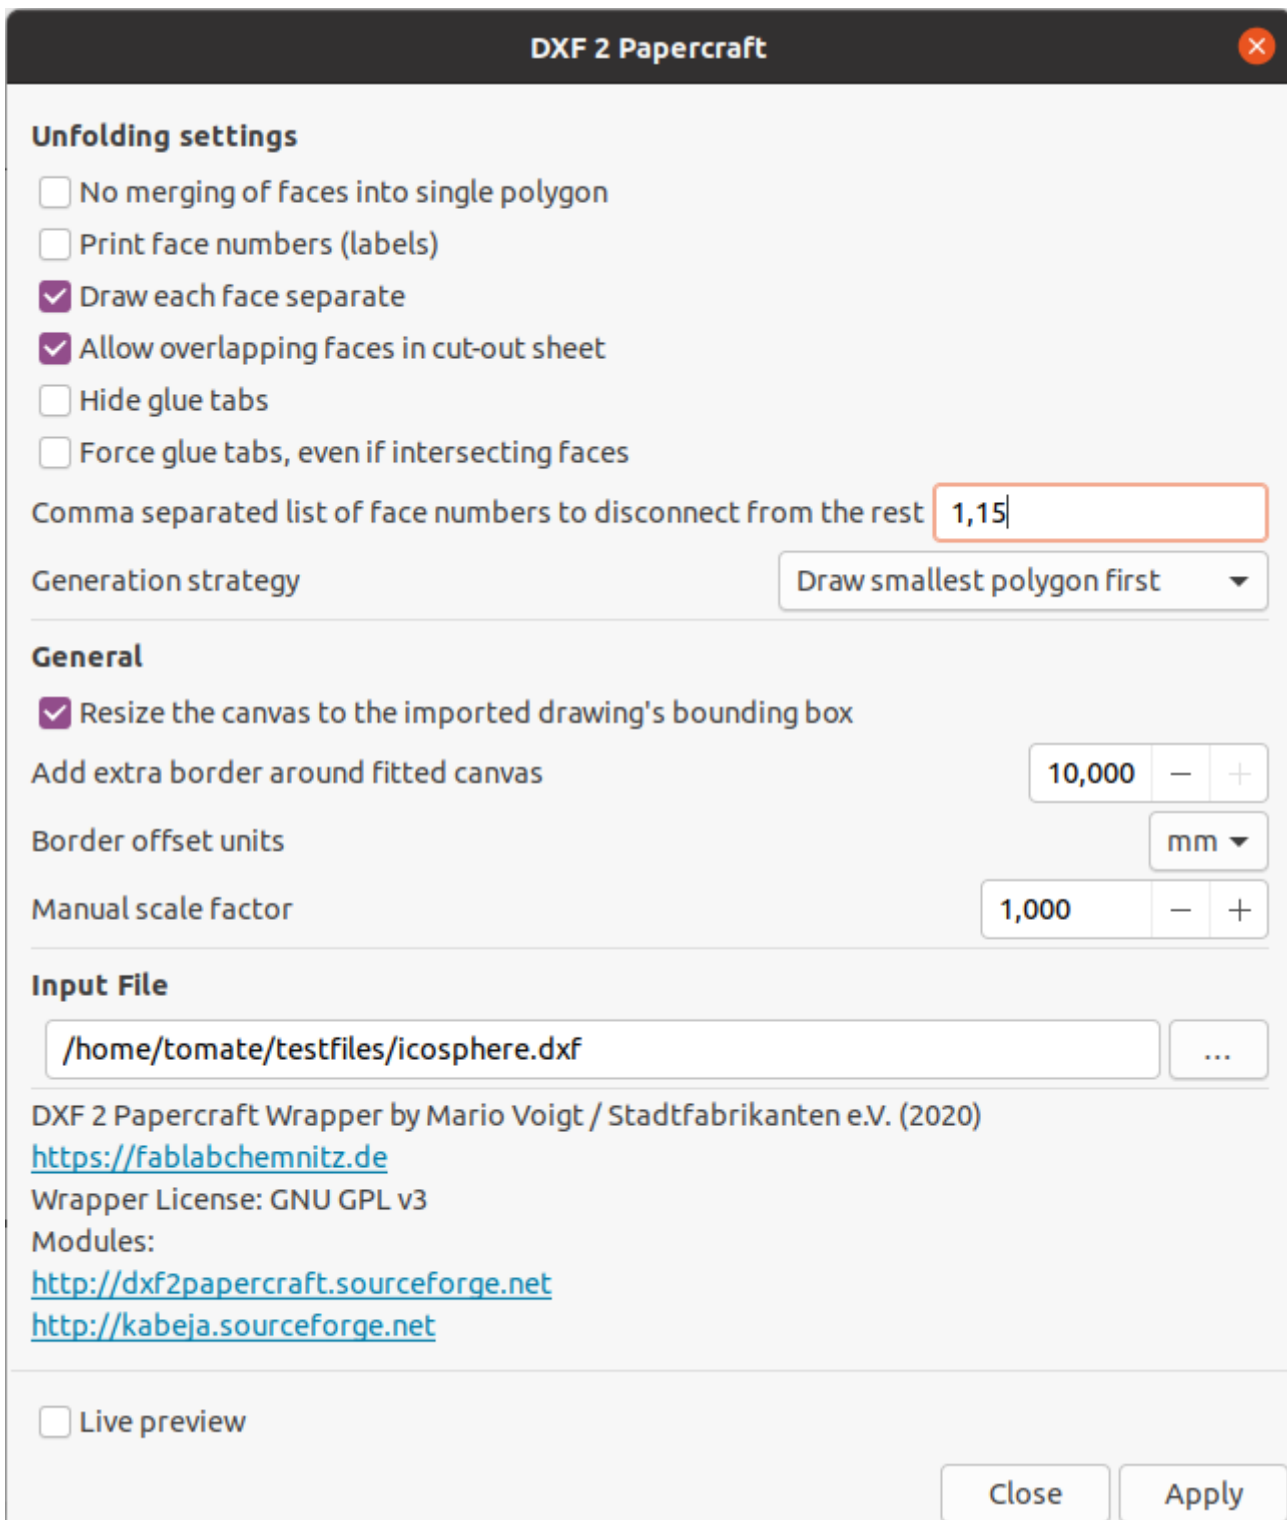 DXF 2 Papercraft
Unfolding settings
No merging of faces into single polygon
Print face numbers (labels)
Draw each face separate
Allow overlapping faces in cut-out sheet
Hide glue tabs
Force glue tabs, even if intersecting faces
Comma separated list of face numbers to disconnect from the rest 1,15
Generation strategy Draw smallest polygon first
General
Resize the canvas to the imported drawing's bounding box
Add extra border around fitted canvas 10,000 − +
Border offset units mm
Manual scale factor 1,000 − +
Input File
/home/tomate/testfiles/icosphere.dxf ...
DXF 2 Papercraft Wrapper by Mario Voigt / Stadtfabrikanten e.V. (2020)
https://fablabchemnitz.de
Wrapper License: GNU GPL v3
Modules:
http://dxf2papercraft.sourceforge.net
http://kabeja.sourceforge.net
Live preview
Close Apply